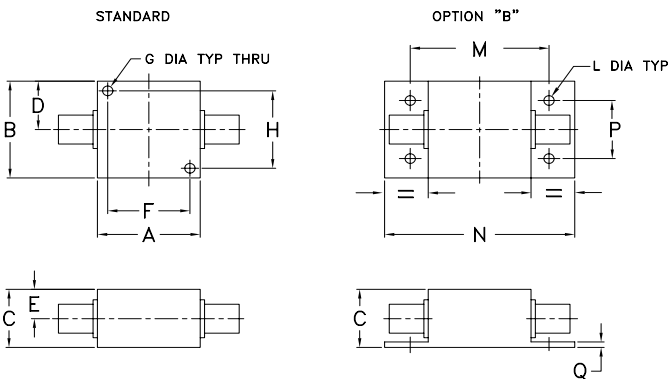 STANDARD
OPTION "B"
G DIA TYP THRU
M
L DIA TYP
D
B
H
P
F
A
=
=
N
E
C
C
Q